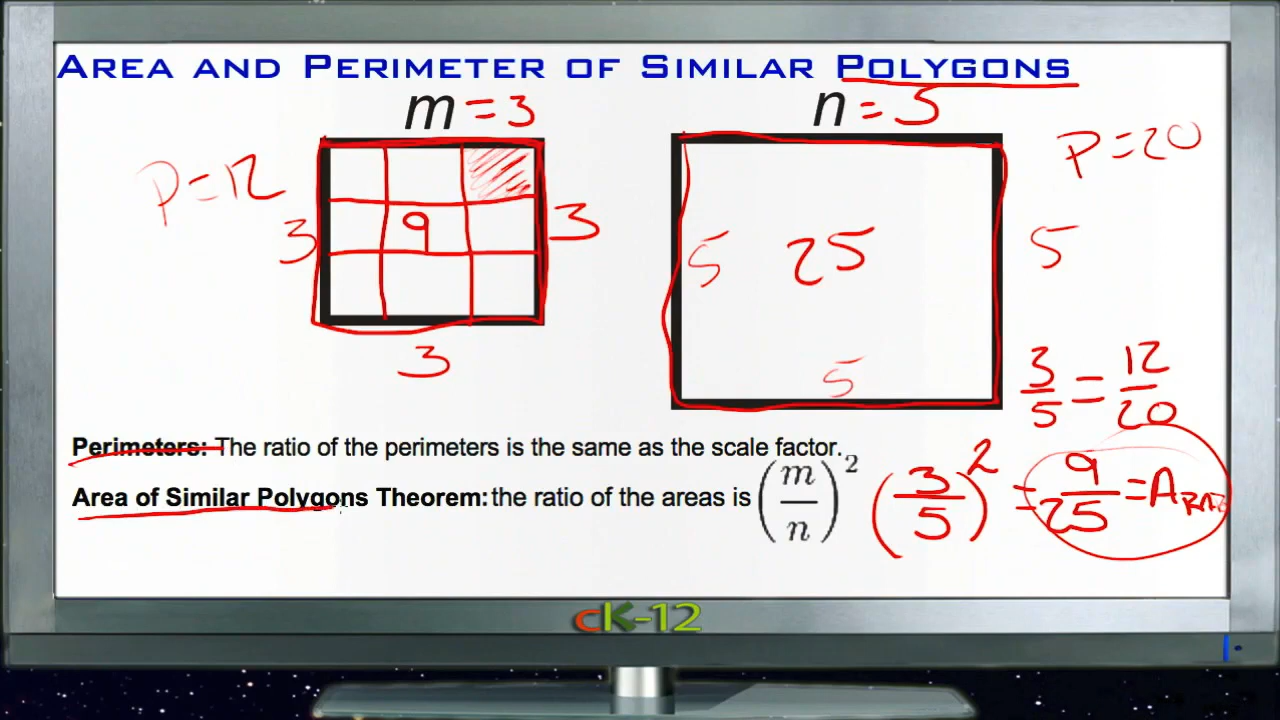 AREA AND PERIMETER OF SIMILAR POLYGONS
m = 3
n = 5
P = 12
P = 20
3
9
3
5
25
5
3
5
3/5 = 12/20
Perimeters: The ratio of the perimeters is the same as the scale factor.
Area of Similar Polygons Theorem: the ratio of the areas is (m/n)² (3/5)² = 9/25 = A RATIO
cK-12